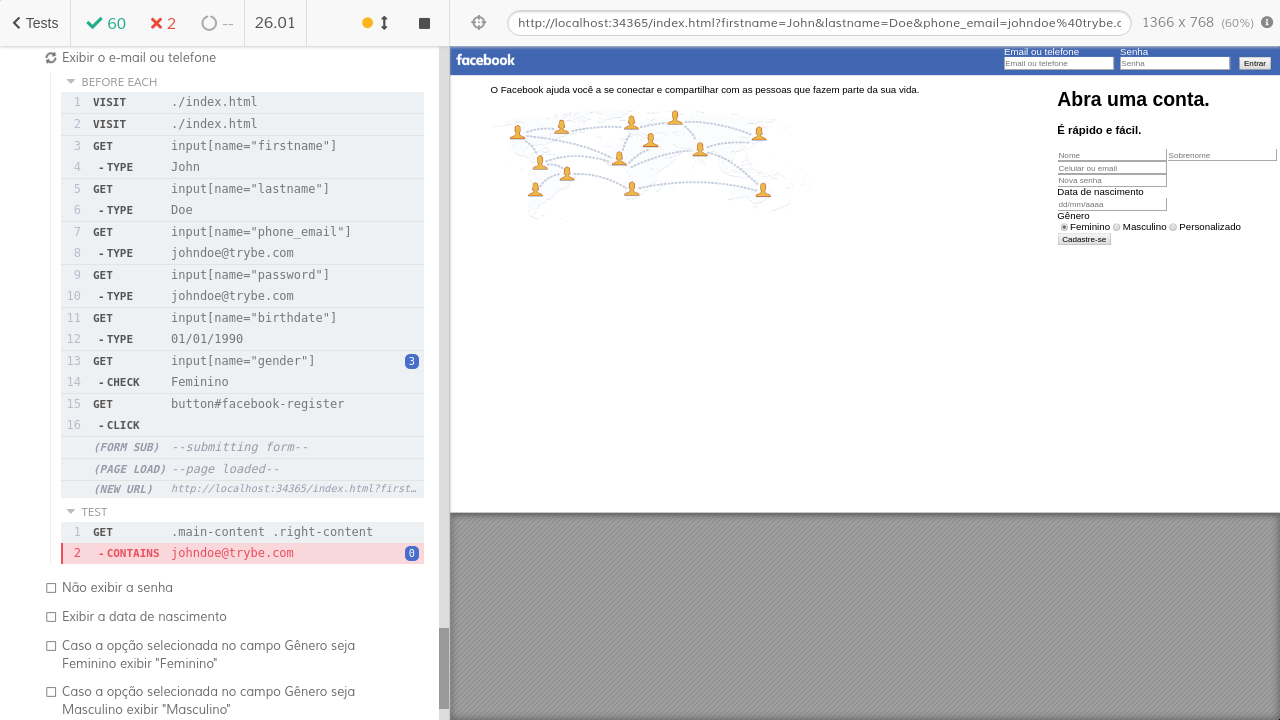 Tests
60
2
--
26.01
http://localhost:34365/index.html?firstname=John&lastname=Doe&phone_email=johndoe%40trybe.c
1366 x 768 (60%)
Exibir o e-mail ou telefone
BEFORE EACH
1 VISIT ./index.html
2 VISIT ./index.html
3 GET input[name="firstname"]
4 -TYPE John
5 GET input[name="lastname"]
6 -TYPE Doe
7 GET input[name="phone_email"]
8 -TYPE johndoe@trybe.com
9 GET input[name="password"]
10 -TYPE johndoe@trybe.com
11 GET input[name="birthdate"]
12 -TYPE 01/01/1990
13 GET input[name="gender"] 3
14 -CHECK Feminino
15 GET button#facebook-register
16 -CLICK
(FORM SUB) --submitting form--
(PAGE LOAD) --page loaded--
(NEW URL) http://localhost:34365/index.html?first…
TEST
1 GET .main-content .right-content
2 -CONTAINS johndoe@trybe.com 0
Não exibir a senha
Exibir a data de nascimento
Caso a opção selecionada no campo Gênero seja
Feminino exibir "Feminino"
Caso a opção selecionada no campo Gênero seja
Masculino exibir "Masculino"
facebook
Email ou telefone
Senha
Email ou telefone
Senha
Entrar
O Facebook ajuda você a se conectar e compartilhar com as pessoas que fazem parte da sua vida.
Abra uma conta.
É rápido e fácil.
Nome
Sobrenome
Celular ou email
Nova senha
Data de nascimento
dd/mm/aaaa
Gênero
Feminino Masculino Personalizado
Cadastre-se